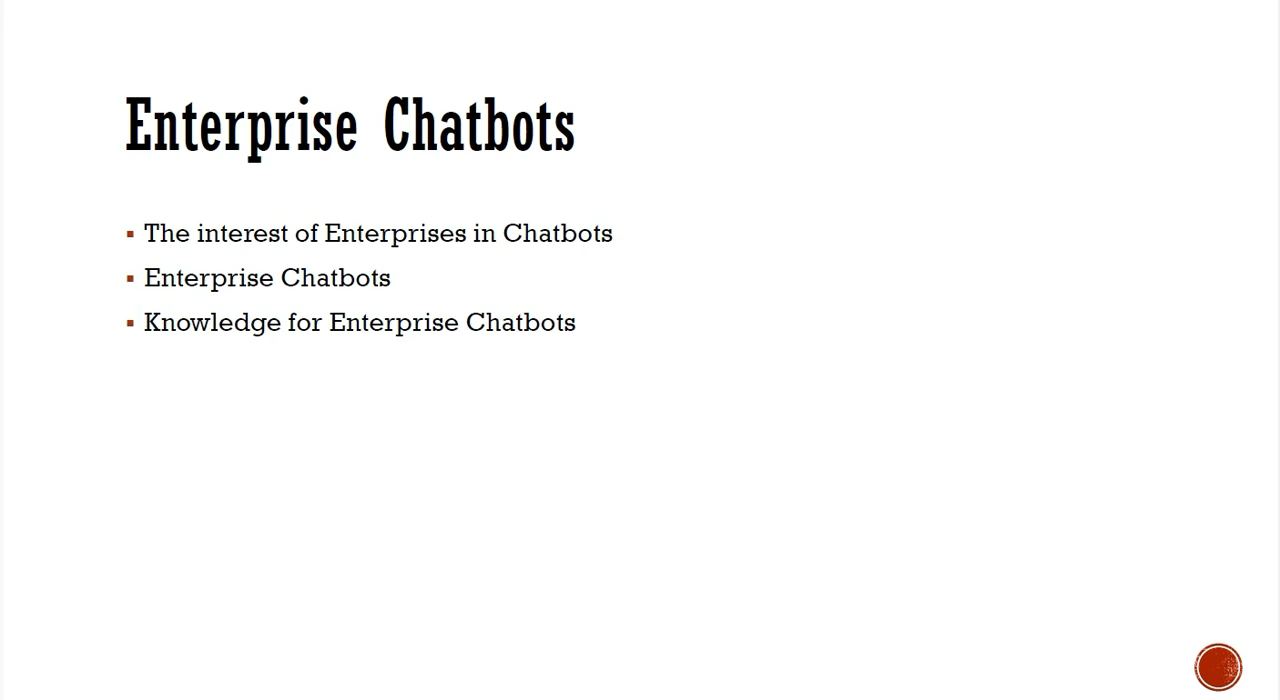 Enterprise Chatbots
▪ The interest of Enterprises in Chatbots
▪ Enterprise Chatbots
▪ Knowledge for Enterprise Chatbots